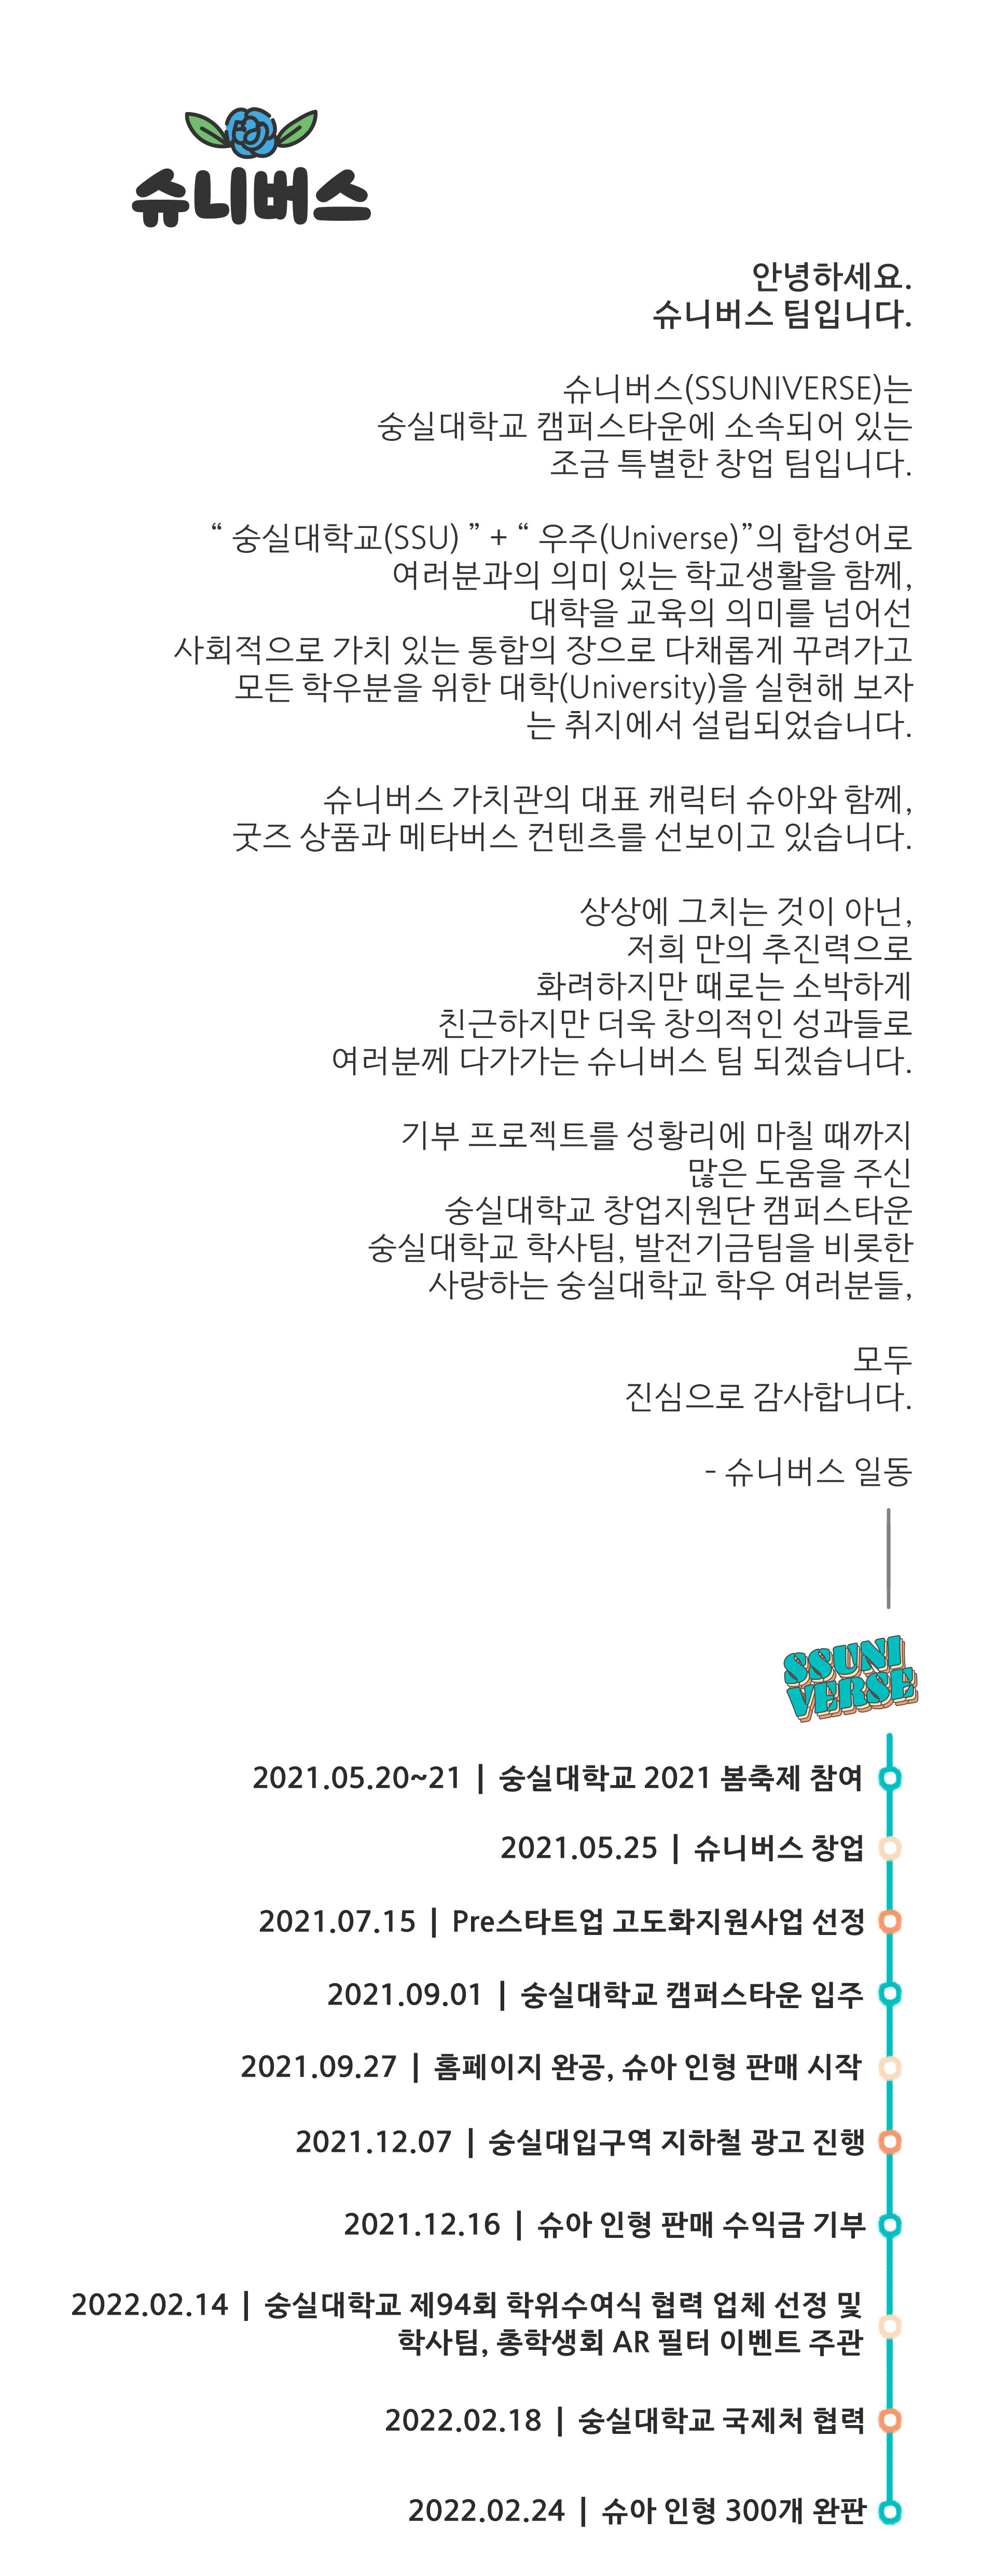 슈니버스
안녕하세요.
슈니버스 팀입니다.
슈니버스(SSUNIVERSE)는
숭실대학교 캠퍼스타운에 소속되어 있는
조금 특별한 창업 팀입니다.
“ 숭실대학교(SSU) ” + “ 우주(Universe)”의 합성어로
여러분과의 의미 있는 학교생활을 함께,
대학을 교육의 의미를 넘어선
사회적으로 가치 있는 통합의 장으로 다채롭게 꾸려가고
모든 학우분을 위한 대학(University)을 실현해 보자
는 취지에서 설립되었습니다.
슈니버스 가치관의 대표 캐릭터 슈아와 함께,
굿즈 상품과 메타버스 컨텐츠를 선보이고 있습니다.
상상에 그치는 것이 아닌,
저희 만의 추진력으로
화려하지만 때로는 소박하게
친근하지만 더욱 창의적인 성과들로
여러분께 다가가는 슈니버스 팀 되겠습니다.
기부 프로젝트를 성황리에 마칠 때까지
많은 도움을 주신
숭실대학교 창업지원단 캠퍼스타운
숭실대학교 학사팀, 발전기금팀을 비롯한
사랑하는 숭실대학교 학우 여러분들,
모두
진심으로 감사합니다.
- 슈니버스 일동
SSUNI
VERSE
2021.05.20~21 | 숭실대학교 2021 봄축제 참여
2021.05.25 | 슈니버스 창업
2021.07.15 | Pre스타트업 고도화지원사업 선정
2021.09.01 | 숭실대학교 캠퍼스타운 입주
2021.09.27 | 홈페이지 완공, 슈아 인형 판매 시작
2021.12.07 | 숭실대입구역 지하철 광고 진행
2021.12.16 | 슈아 인형 판매 수익금 기부
2022.02.14 | 숭실대학교 제94회 학위수여식 협력 업체 선정 및
학사팀, 총학생회 AR 필터 이벤트 주관
2022.02.18 | 숭실대학교 국제처 협력
2022.02.24 | 슈아 인형 300개 완판